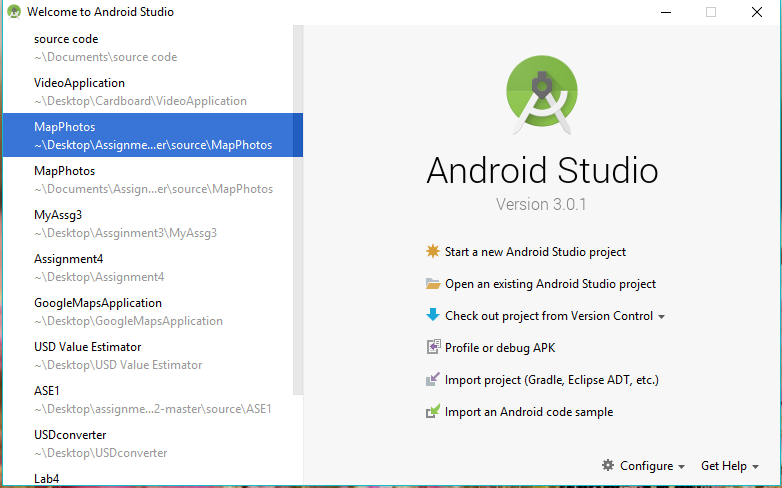 Welcome to Android Studio
source code
~\Documents\source code
VideoApplication
~\Desktop\Cardboard\VideoApplication
MapPhotos
~\Desktop\Assignme...er\source\MapPhotos
MapPhotos
~\Documents\Assign...er\source\MapPhotos
MyAssg3
~\Desktop\Assginment3\MyAssg3
Assignment4
~\Desktop\Assignment4
GoogleMapsApplication
~\Desktop\GoogleMapsApplication
USD Value Estimator
~\Desktop\USD Value Estimator
ASE1
~\Desktop\assignme...2-master\source\ASE1
USDconverter
~\Desktop\USDconverter
Lab4
Android Studio
Version 3.0.1
Start a new Android Studio project
Open an existing Android Studio project
Check out project from Version Control
Profile or debug APK
Import project (Gradle, Eclipse ADT, etc.)
Import an Android code sample
Configure
Get Help